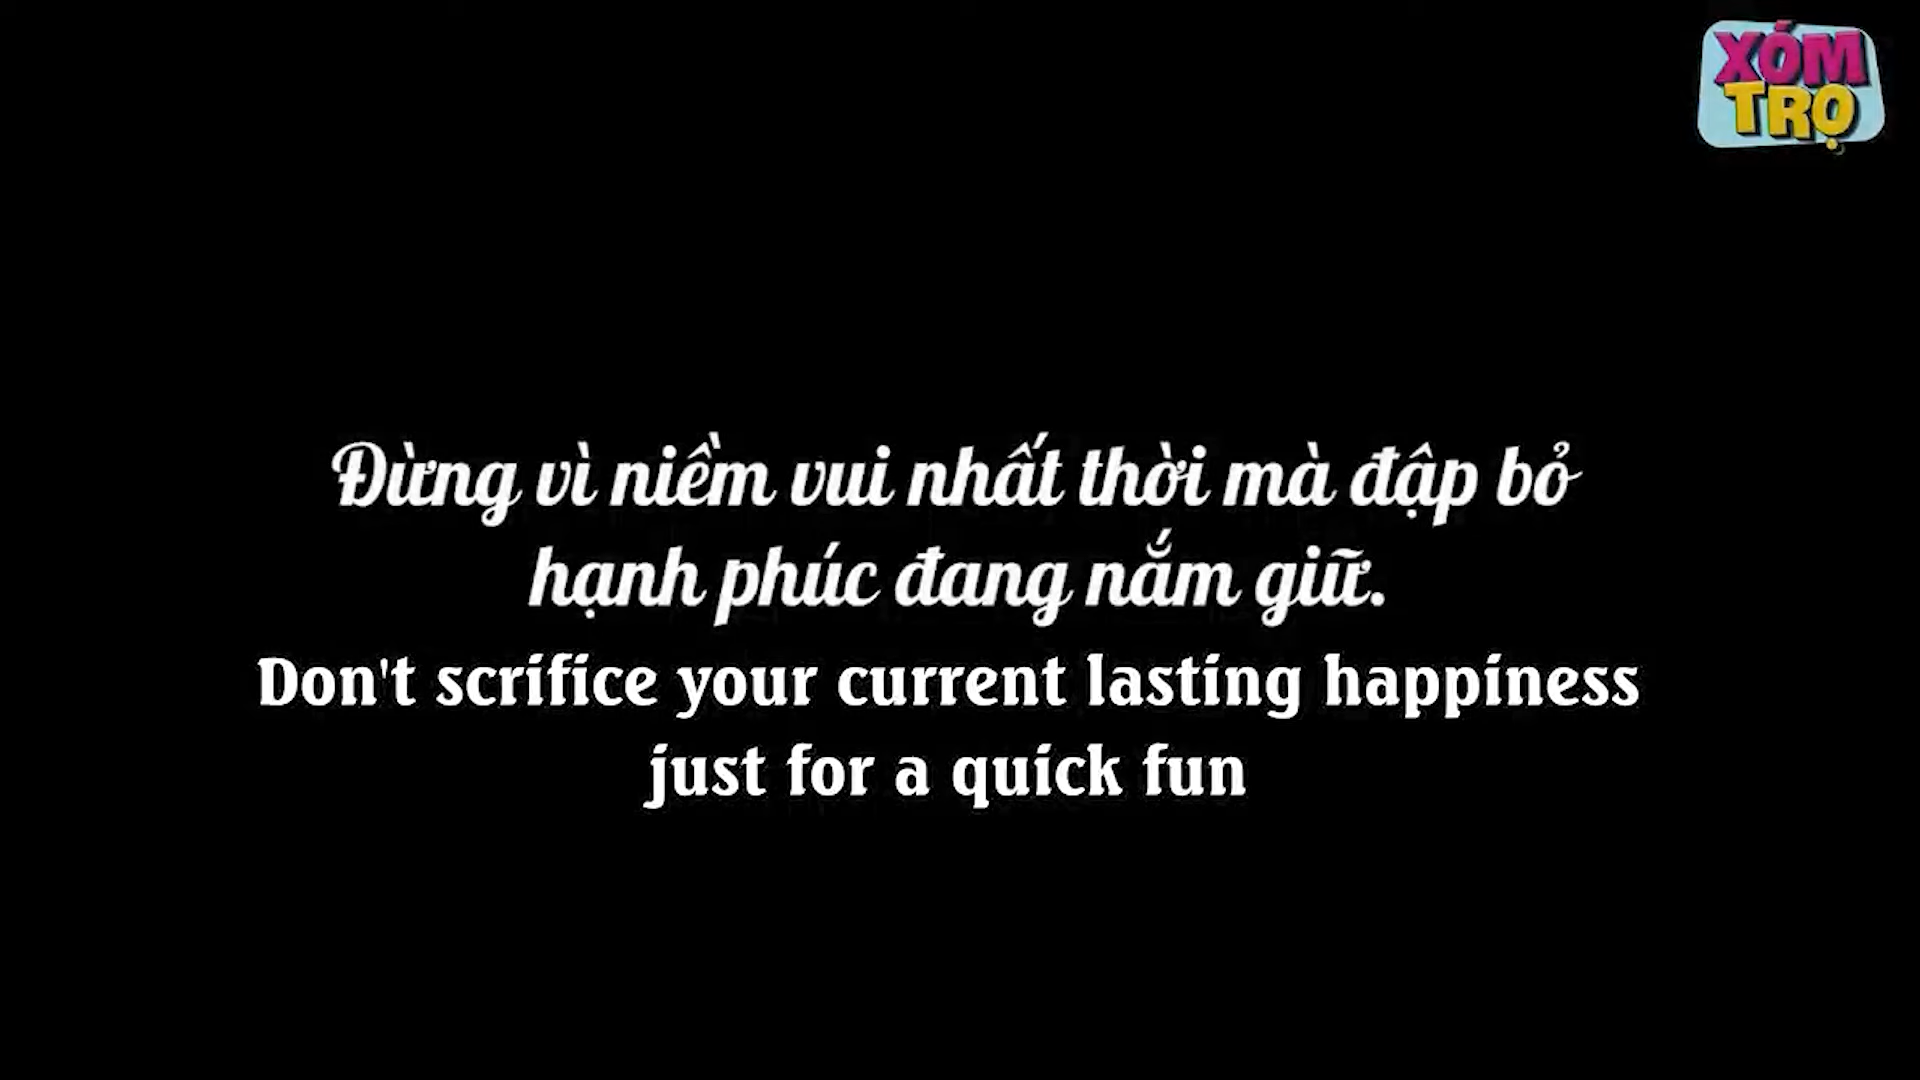 XÓM
TRỌ
Đừng vì niềm vui nhất thời mà đập bỏ
hạnh phúc đang nắm giữ.
Don't scrifice your current lasting happiness
just for a quick fun